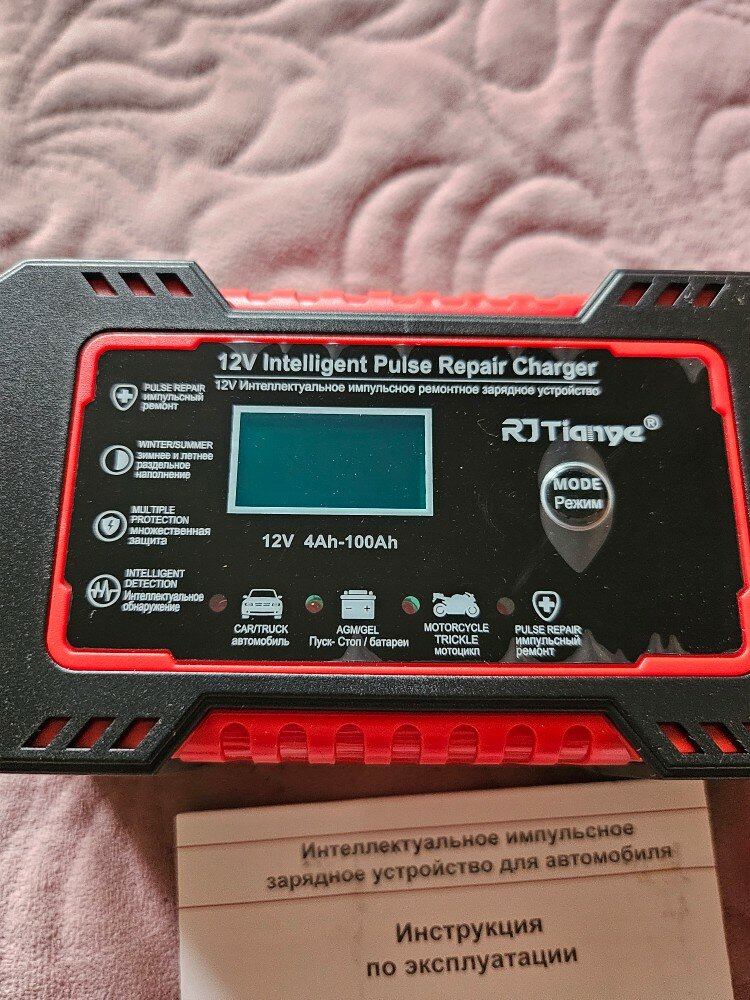 12V Intelligent Pulse Repair Charger
12V Интеллектуальное импульсное ремонтное зарядное устройство
PULSE REPAIR
импульсный
ремонт
WINTER/SUMMER
зимнее и летнее
раздельное
наполнение
MULTIPLE
PROTECTION
множественная
защита
INTELLIGENT
DETECTION
Интеллектуальное
обнаружение
RJTianye®
MODE
Режим
12V 4Ah-100Ah
CAR/TRUCK
автомобиль
AGM/GEL
Пуск- Стоп / батареи
MOTORCYCLE
TRICKLE
мотоцикл
PULSE REPAIR
импульсный
ремонт
Интеллектуальное импульсное
зарядное устройство для автомобиля
Инструкция
по эксплуатации